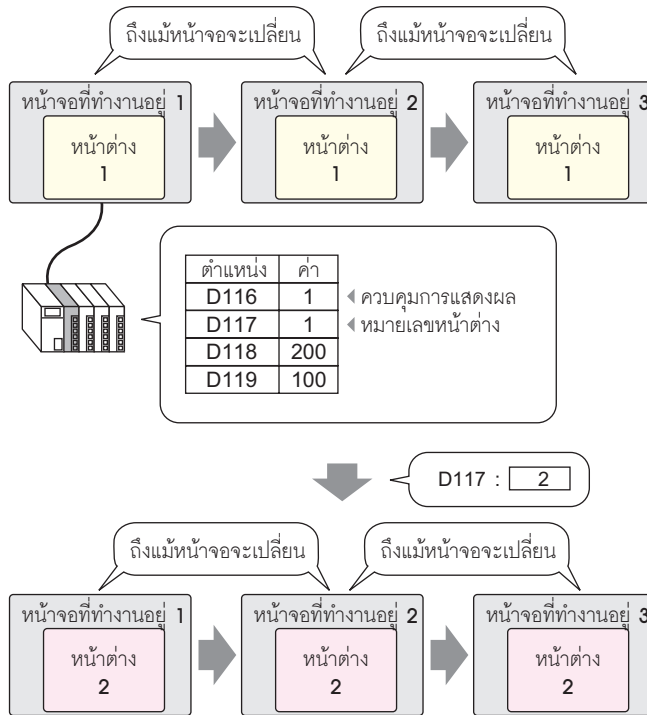 ถึงแม้หน้าจอจะเปลี่ยน ถึงแม้หน้าจอจะเปลี่ยน
หน้าจอที่ทำงานอยู่ 1 หน้าจอที่ทำงานอยู่ 2 หน้าจอที่ทำงานอยู่ 3
หน้าต่าง หน้าต่าง หน้าต่าง
1 1 1
ตำแหน่ง ค่า
D116 1 ควบคุมการแสดงผล
D117 1 หมายเลขหน้าต่าง
D118 200
D119 100
D117 : 2
ถึงแม้หน้าจอจะเปลี่ยน ถึงแม้หน้าจอจะเปลี่ยน
หน้าจอที่ทำงานอยู่ 1 หน้าจอที่ทำงานอยู่ 2 หน้าจอที่ทำงานอยู่ 3
หน้าต่าง หน้าต่าง หน้าต่าง
2 2 2